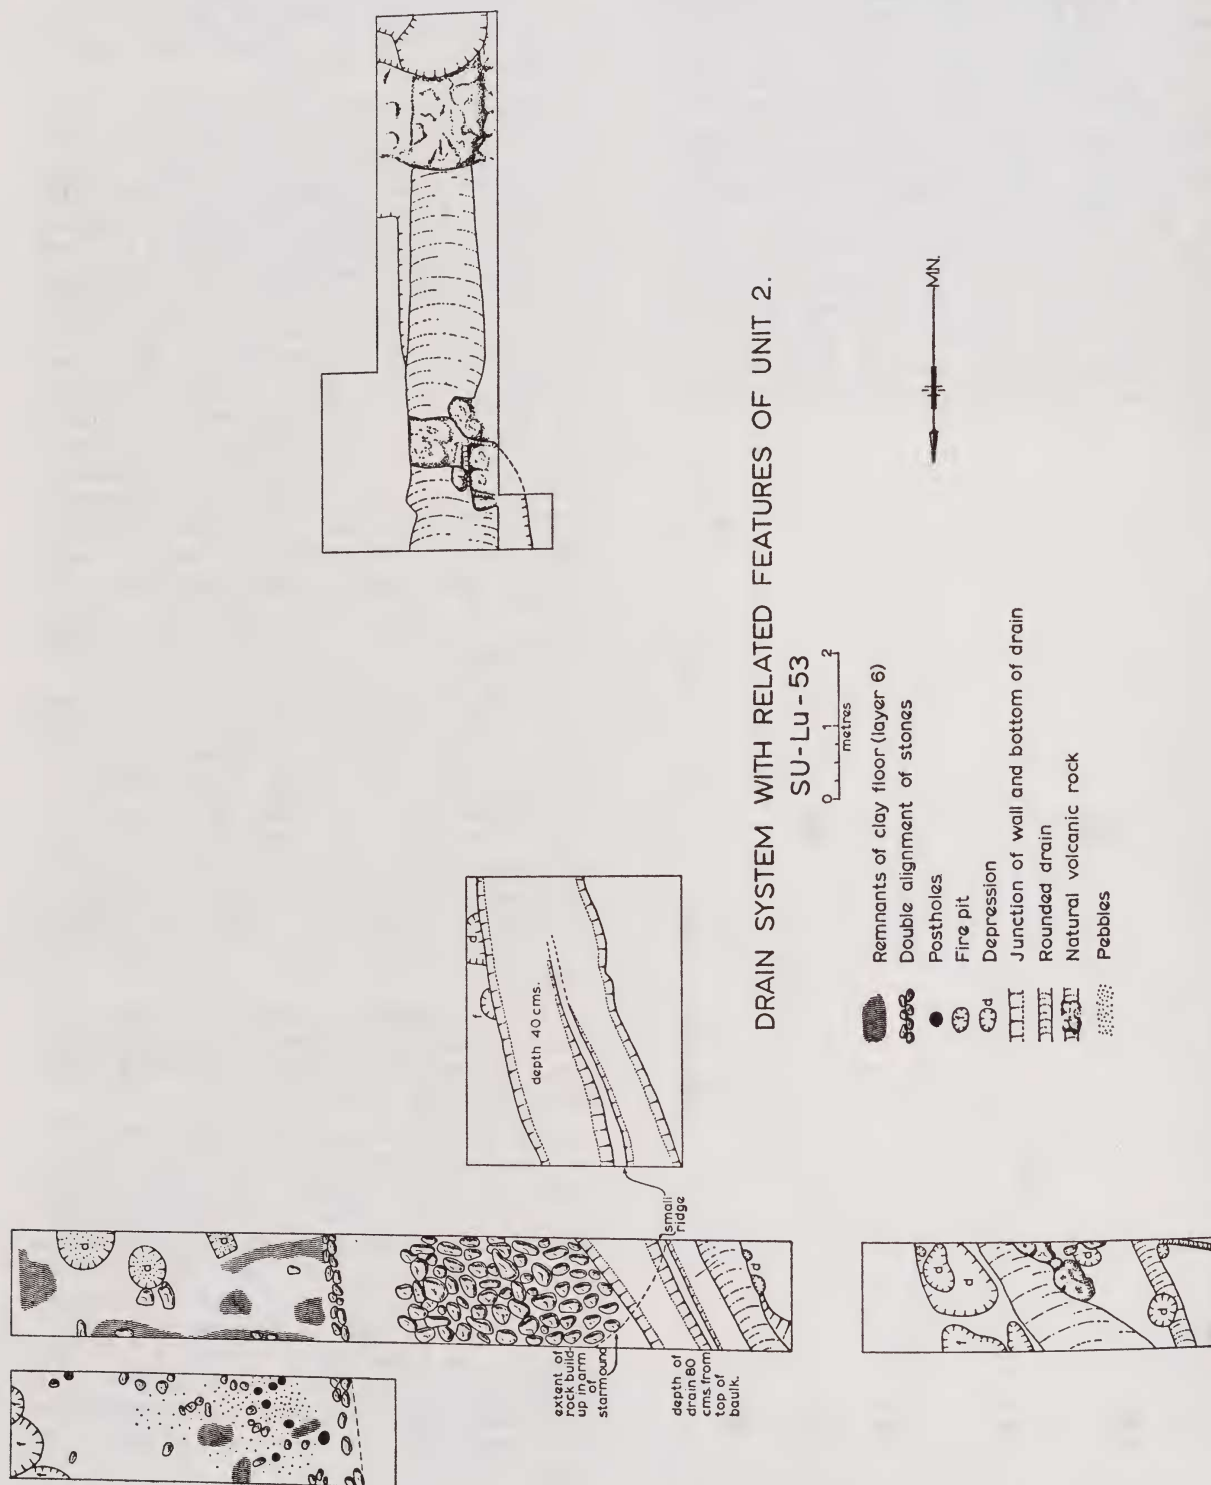 DRAIN SYSTEM WITH RELATED FEATURES OF UNIT 2.
SU-Lu-53
0 1 2
metres
MN.
Remnants of clay floor (layer 6)
Double alignment of stones
Postholes
Fire pit
d Depression
Junction of wall and bottom of drain
Rounded drain
Natural volcanic rock
Pebbles
depth 40 cms.
f
d
small
ridge
extent of
rock build-
up in arm
of
starmound
depth of
drain 80
cms. from
top of
baulk.
d
d
d
d
d
d
d
d
f
f
f
f